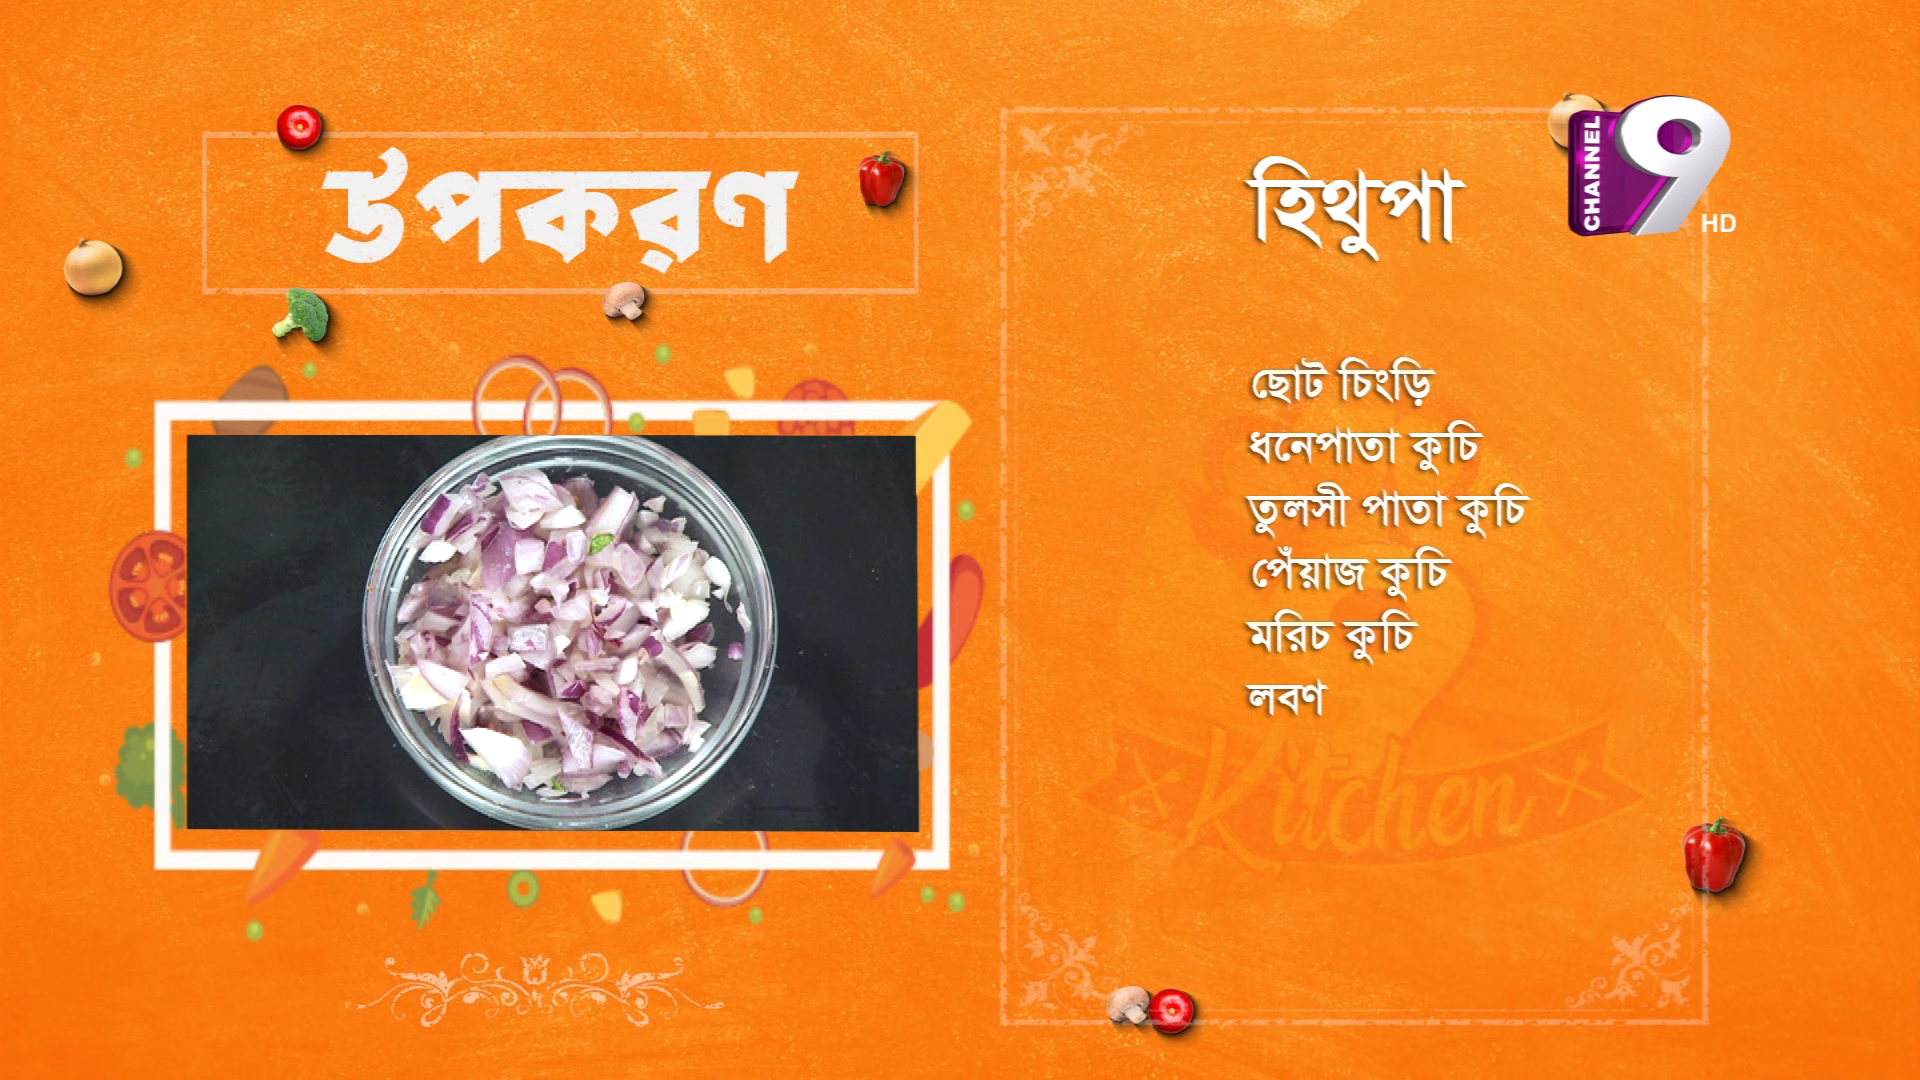 উপকরণ
হিথুপা
CHANNEL 9
HD
ছোট চিংড়ি
ধনেপাতা কুচি
তুলসী পাতা কুচি
পেঁয়াজ কুচি
মরিচ কুচি
লবণ
Kitchen